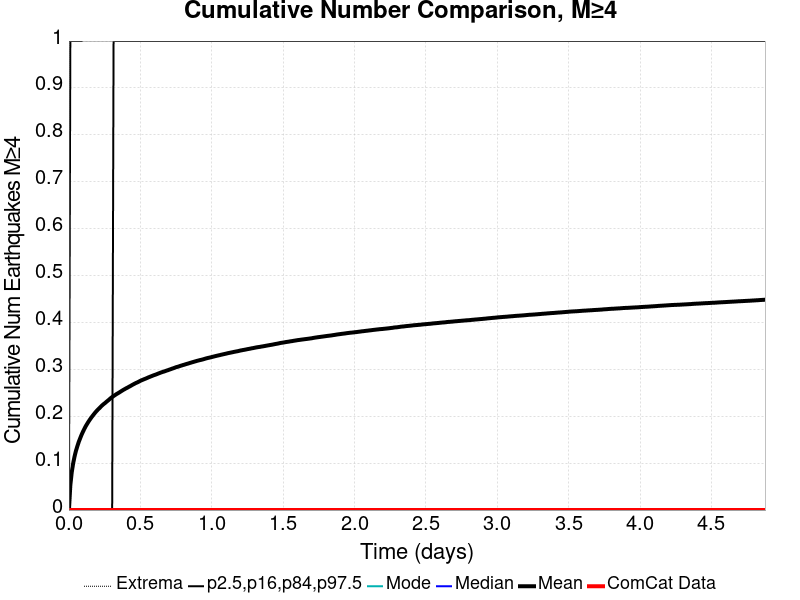 Cumulative Number Comparison, M≥4
Cumulative Num Earthquakes M≥4
1
0.9
0.8
0.7
0.6
0.5
0.4
0.3
0.2
0.1
0
0.0 0.5 1.0 1.5 2.0 2.5 3.0 3.5 4.0 4.5
Time (days)
Extrema p2.5,p16,p84,p97.5 Mode Median Mean ComCat Data